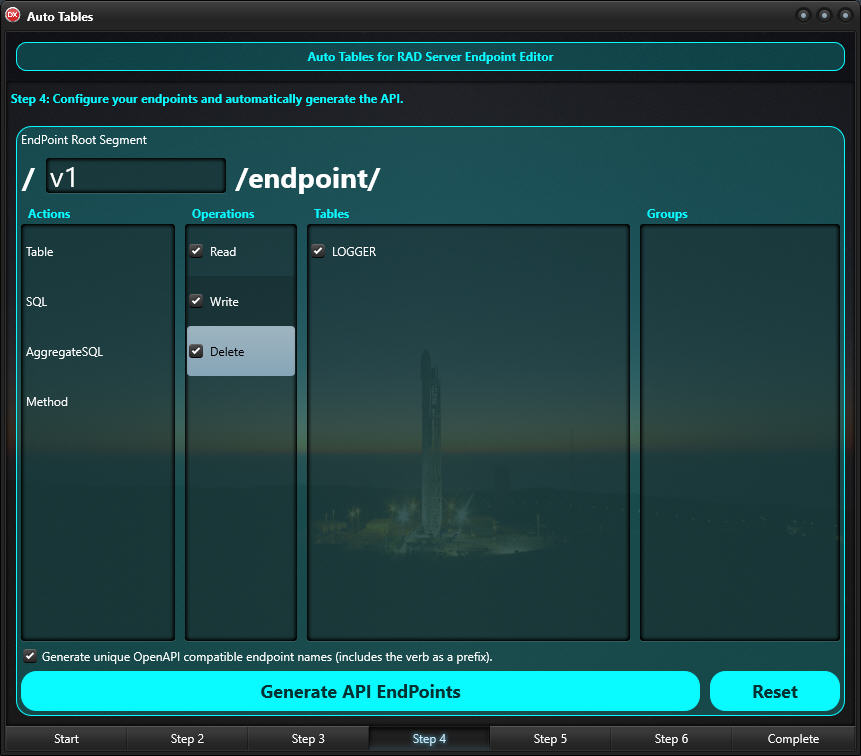 DX Auto Tables
Auto Tables for RAD Server Endpoint Editor
Step 4: Configure your endpoints and automatically generate the API.
EndPoint Root Segment
/ v1 /endpoint/
Actions Operations Tables Groups
Table Read LOGGER
SQL Write
AggregateSQL Delete
Method
Generate unique OpenAPI compatible endpoint names (includes the verb as a prefix).
Generate API EndPoints Reset
Start Step 2 Step 3 Step 4 Step 5 Step 6 Complete